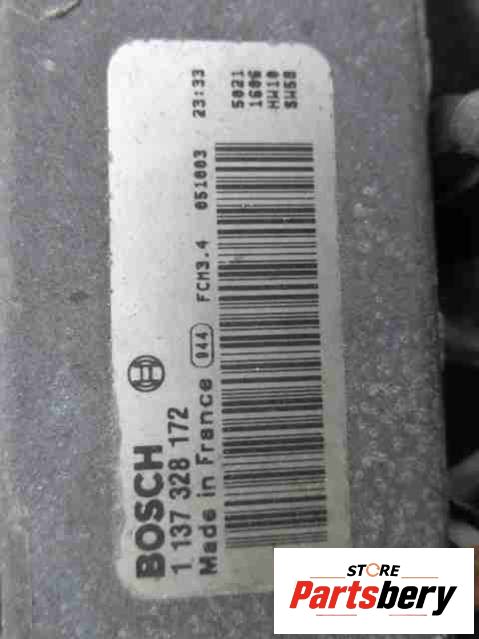 BOSCH
1 137 328 172
Made in France 044 FCM3.4 051003 23:33
5021
1606
HW10
SW58
STORE
Partsbery